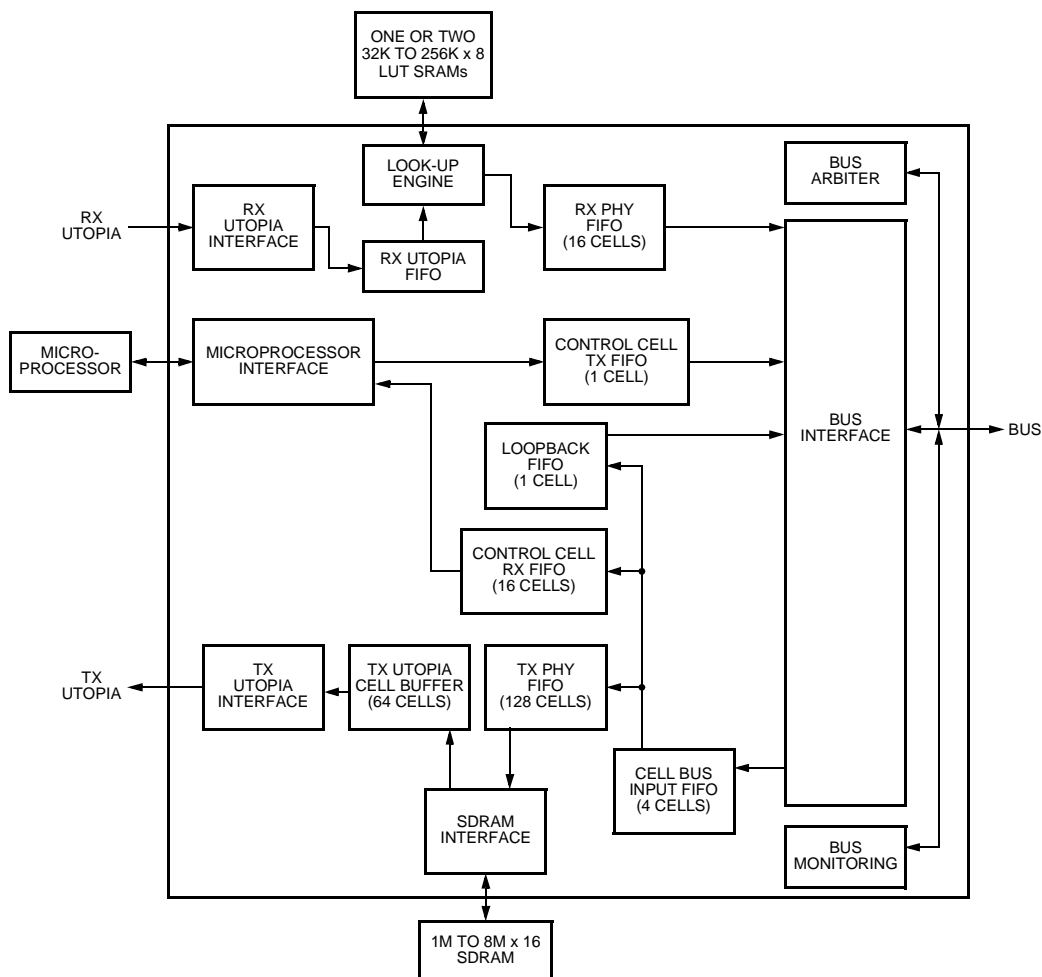 ONE OR TWO
32K TO 256K x 8
LUT SRAMs
LOOK-UP
ENGINE
BUS
ARBITER
RX
UTOPIA
RX
UTOPIA
INTERFACE
RX UTOPIA
FIFO
RX PHY
FIFO
(16 CELLS)
MICRO-
PROCESSOR
MICROPROCESSOR
INTERFACE
CONTROL CELL
TX FIFO
(1 CELL)
BUS
INTERFACE
BUS
LOOPBACK
FIFO
(1 CELL)
CONTROL CELL
RX FIFO
(16 CELLS)
TX
UTOPIA
TX
UTOPIA
INTERFACE
TX UTOPIA
CELL BUFFER
(64 CELLS)
TX PHY
FIFO
(128 CELLS)
CELL BUS
INPUT FIFO
(4 CELLS)
SDRAM
INTERFACE
BUS
MONITORING
1M TO 8M x 16
SDRAM